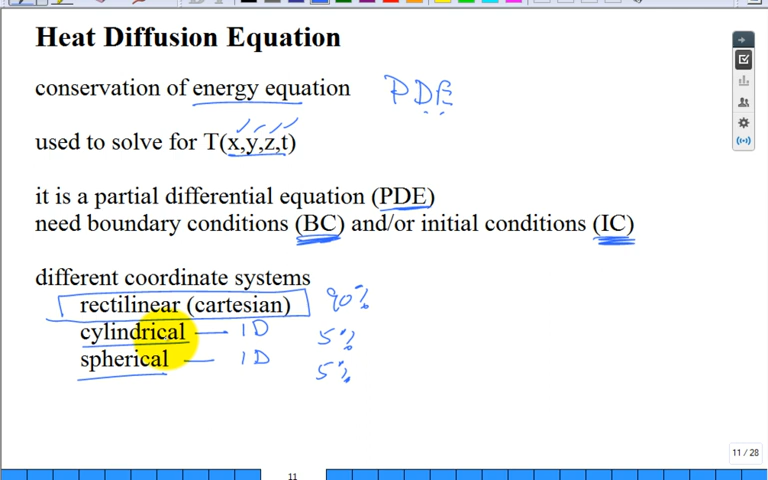 Heat Diffusion Equation
conservation of energy equation PDE
used to solve for T(x,y,z,t)
it is a partial differential equation (PDE)
need boundary conditions (BC) and/or initial conditions (IC)
different coordinate systems
rectilinear (cartesian) 90%
cylindrical — 1D 5%
spherical — 1D 5%
11 / 28
11